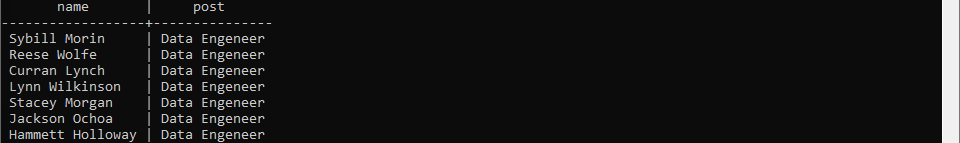 name | post
------------------+---------------
Sybill Morin | Data Engeneer
Reese Wolfe | Data Engeneer
Curran Lynch | Data Engeneer
Lynn Wilkinson | Data Engeneer
Stacey Morgan | Data Engeneer
Jackson Ochoa | Data Engeneer
Hammett Holloway | Data Engeneer